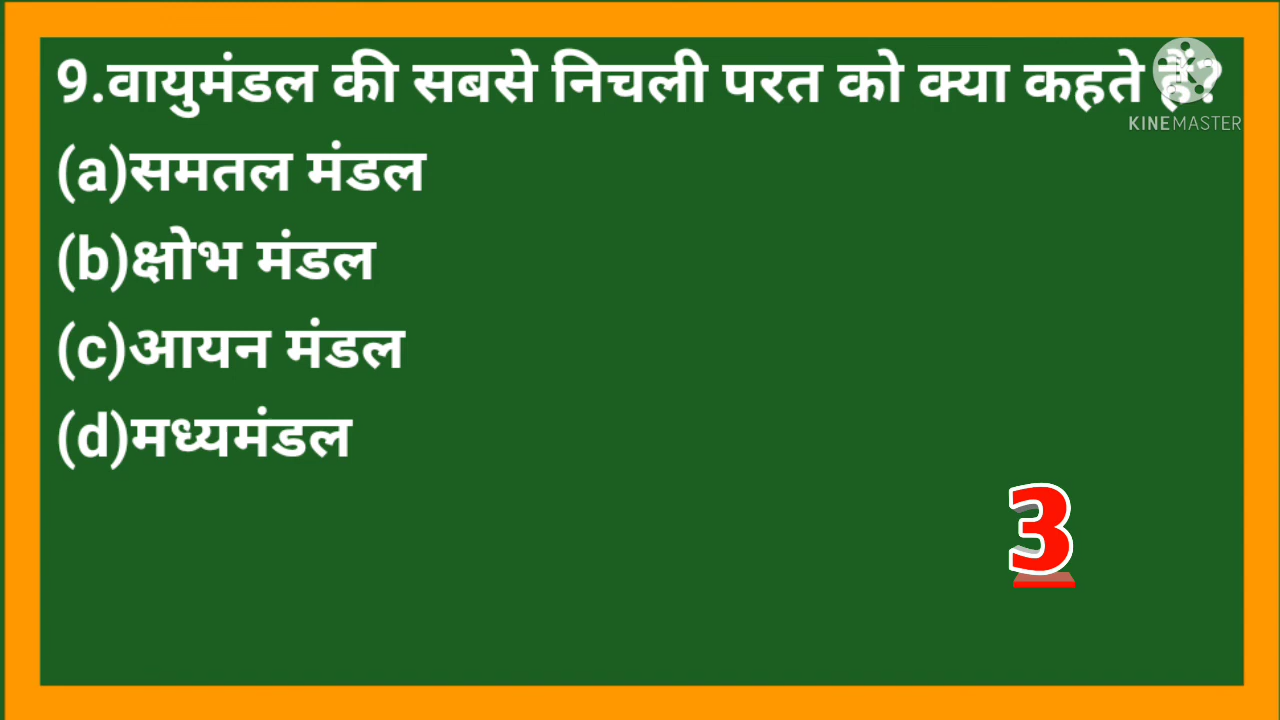 9.वायुमंडल की सबसे निचली परत को क्या कहते हैं?
KINEMASTER
(a)समतल मंडल
(b)क्षोभ मंडल
(c)आयन मंडल
(d)मध्यमंडल
3